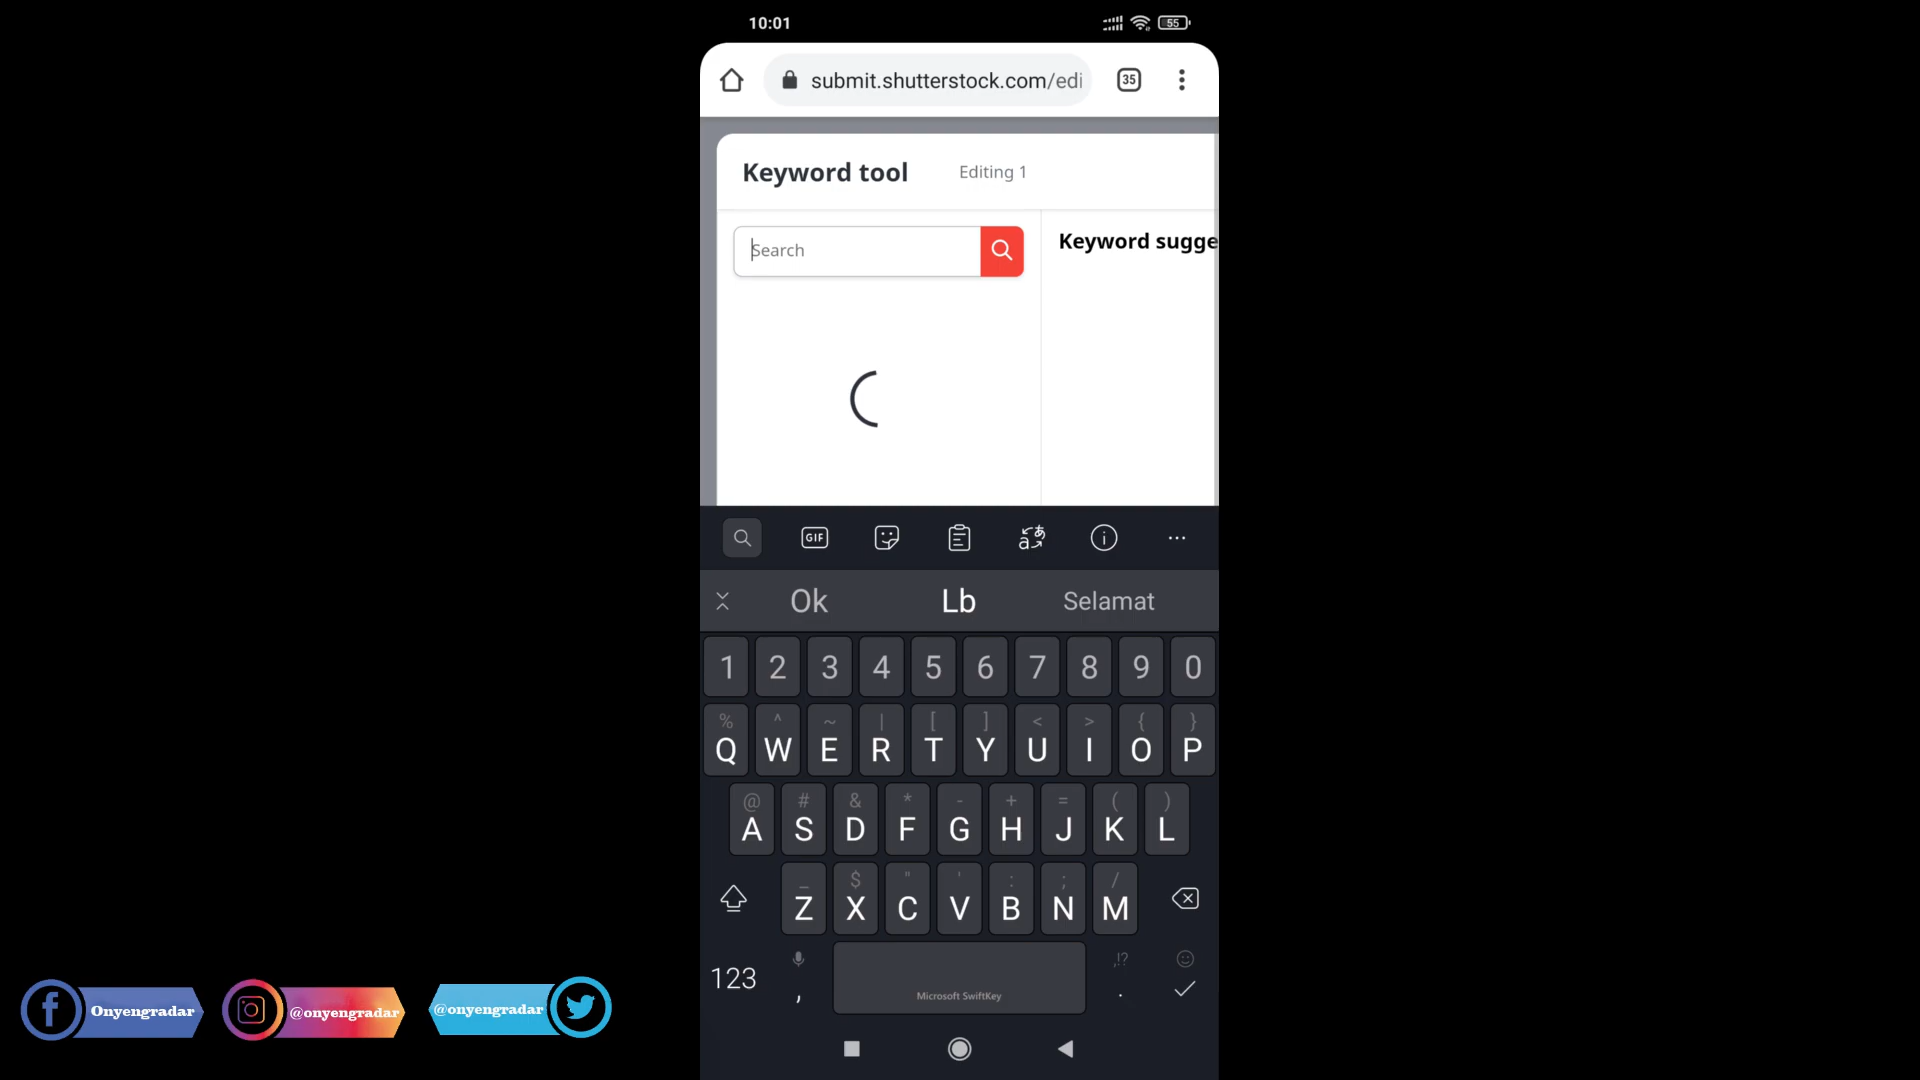 10:01
55
submit.shutterstock.com/edi
35
Keyword tool
Editing 1
Search
Keyword sugge
GIF
Ok
Lb
Selamat
1 2 3 4 5 6 7 8 9 0
% ^ ~ | [ ] < > { }
Q W E R T Y U I O P
@ # & * - + = ( )
A S D F G H J K L
_ $ " ' : ; /
Z X C V B N M
123
,
Microsoft SwiftKey
,!?
.
Onyengradar
@onyengradar
@onyengradar